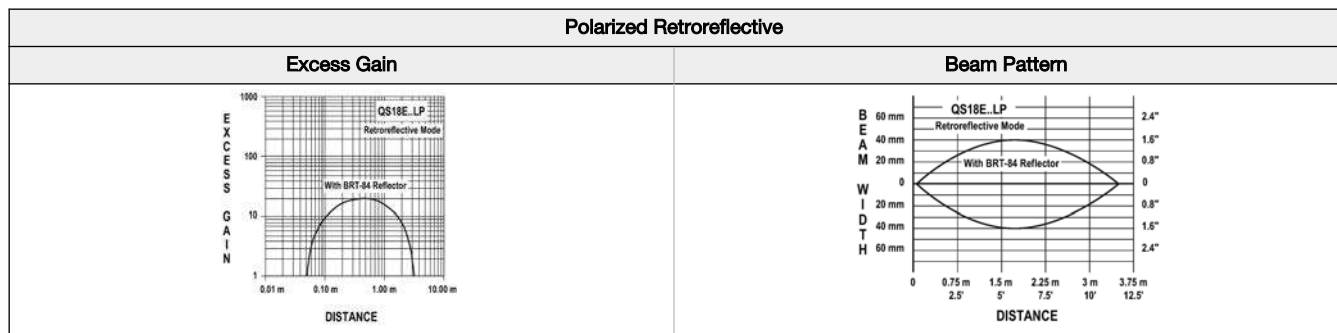 Polarized Retroreflective
Excess Gain
Beam Pattern
EXCESS GAIN
1000
100
10
1
QS18E..LP
Retroreflective Mode
With BRT-84 Reflector
0.01 m 0.10 m 1.00 m 10.00 m
DISTANCE
BEAM WIDTH
60 mm
40 mm
20 mm
0
20 mm
40 mm
60 mm
QS18E..LP
Retroreflective Mode
With BRT-84 Reflector
2.4"
1.6"
0.8"
0
0.8"
1.6"
2.4"
0 0.75 m 1.5 m 2.25 m 3 m 3.75 m
2.5' 5' 7.5' 10' 12.5'
DISTANCE